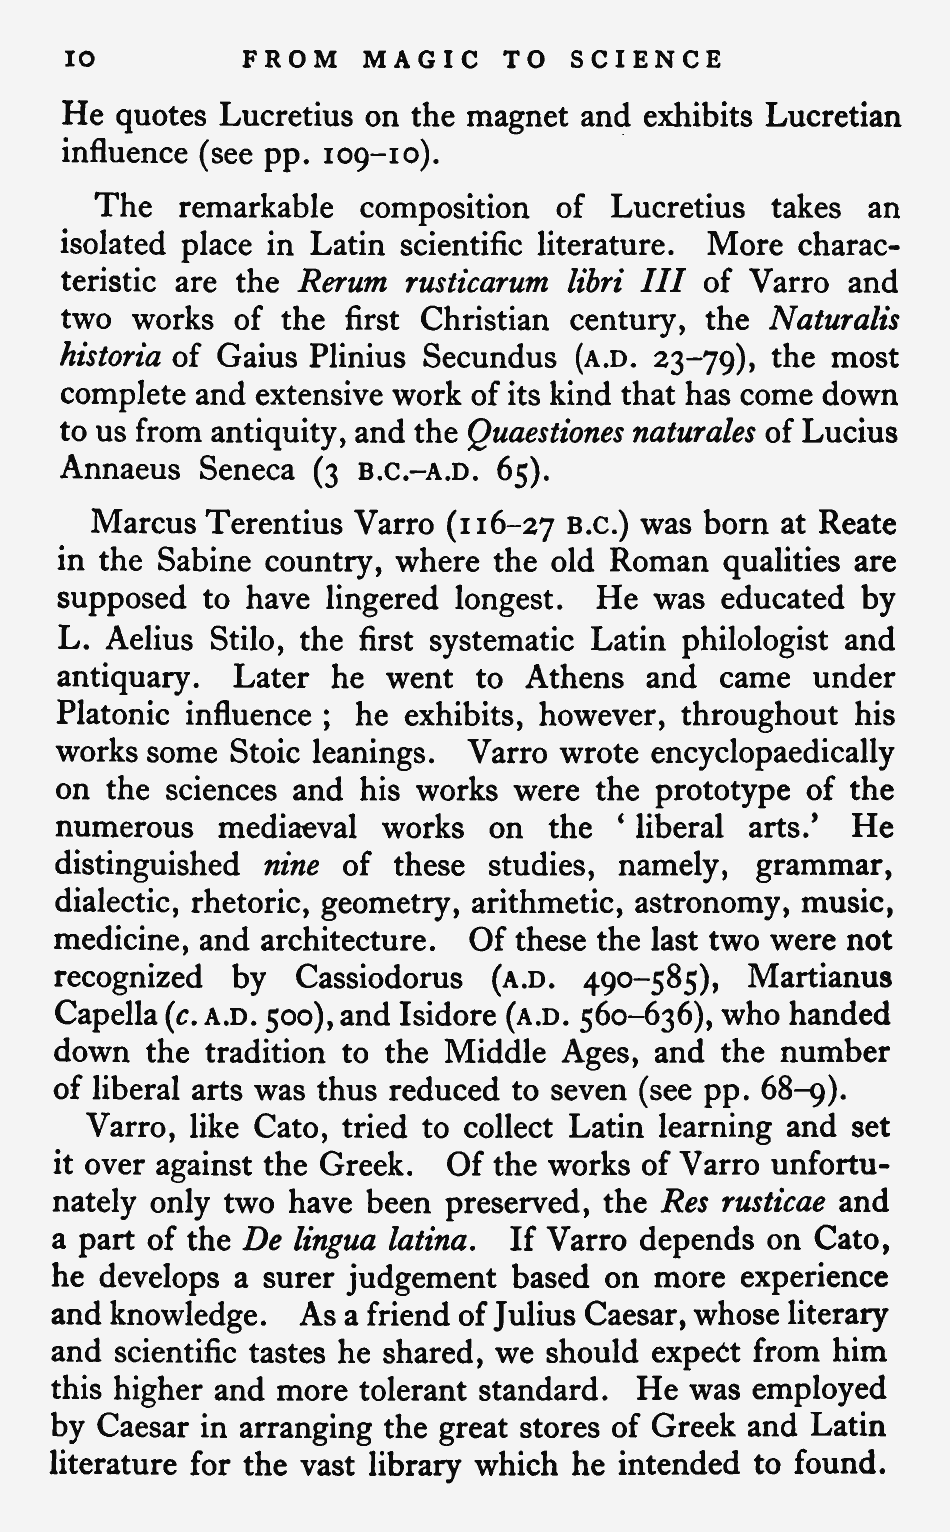 10 FROM MAGIC TO SCIENCE
He quotes Lucretius on the magnet and exhibits Lucretian
influence (see pp. 109–10).
The remarkable composition of Lucretius takes an
isolated place in Latin scientific literature. More charac-
teristic are the Rerum rusticarum libri III of Varro and
two works of the first Christian century, the Naturalis
historia of Gaius Plinius Secundus (A.D. 23–79), the most
complete and extensive work of its kind that has come down
to us from antiquity, and the Quaestiones naturales of Lucius
Annaeus Seneca (3 B.C.–A.D. 65).
Marcus Terentius Varro (116–27 B.C.) was born at Reate
in the Sabine country, where the old Roman qualities are
supposed to have lingered longest. He was educated by
L. Aelius Stilo, the first systematic Latin philologist and
antiquary. Later he went to Athens and came under
Platonic influence ; he exhibits, however, throughout his
works some Stoic leanings. Varro wrote encyclopaedically
on the sciences and his works were the prototype of the
numerous mediæval works on the ‘ liberal arts.’ He
distinguished nine of these studies, namely, grammar,
dialectic, rhetoric, geometry, arithmetic, astronomy, music,
medicine, and architecture. Of these the last two were not
recognized by Cassiodorus (A.D. 490–585), Martianus
Capella (c. A.D. 500), and Isidore (A.D. 560–636), who handed
down the tradition to the Middle Ages, and the number
of liberal arts was thus reduced to seven (see pp. 68–9).
Varro, like Cato, tried to collect Latin learning and set
it over against the Greek. Of the works of Varro unfortu-
nately only two have been preserved, the Res rusticae and
a part of the De lingua latina. If Varro depends on Cato,
he develops a surer judgement based on more experience
and knowledge. As a friend of Julius Caesar, whose literary
and scientific tastes he shared, we should expect from him
this higher and more tolerant standard. He was employed
by Caesar in arranging the great stores of Greek and Latin
literature for the vast library which he intended to found.